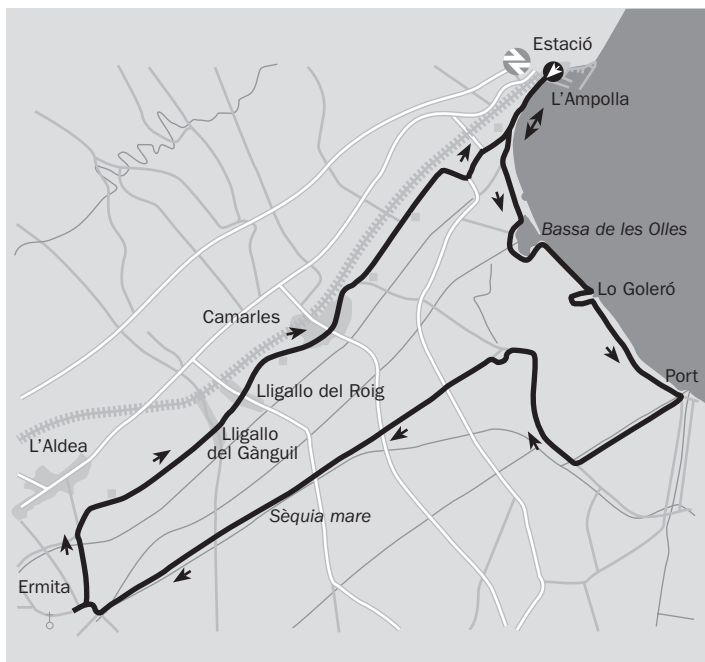 Estació
L'Ampolla
Bassa de les Olles
Lo Goleró
Camarles
Port
Lligallo del Roig
Lligallo
del Gànguil
L'Aldea
Sèquia mare
Ermita